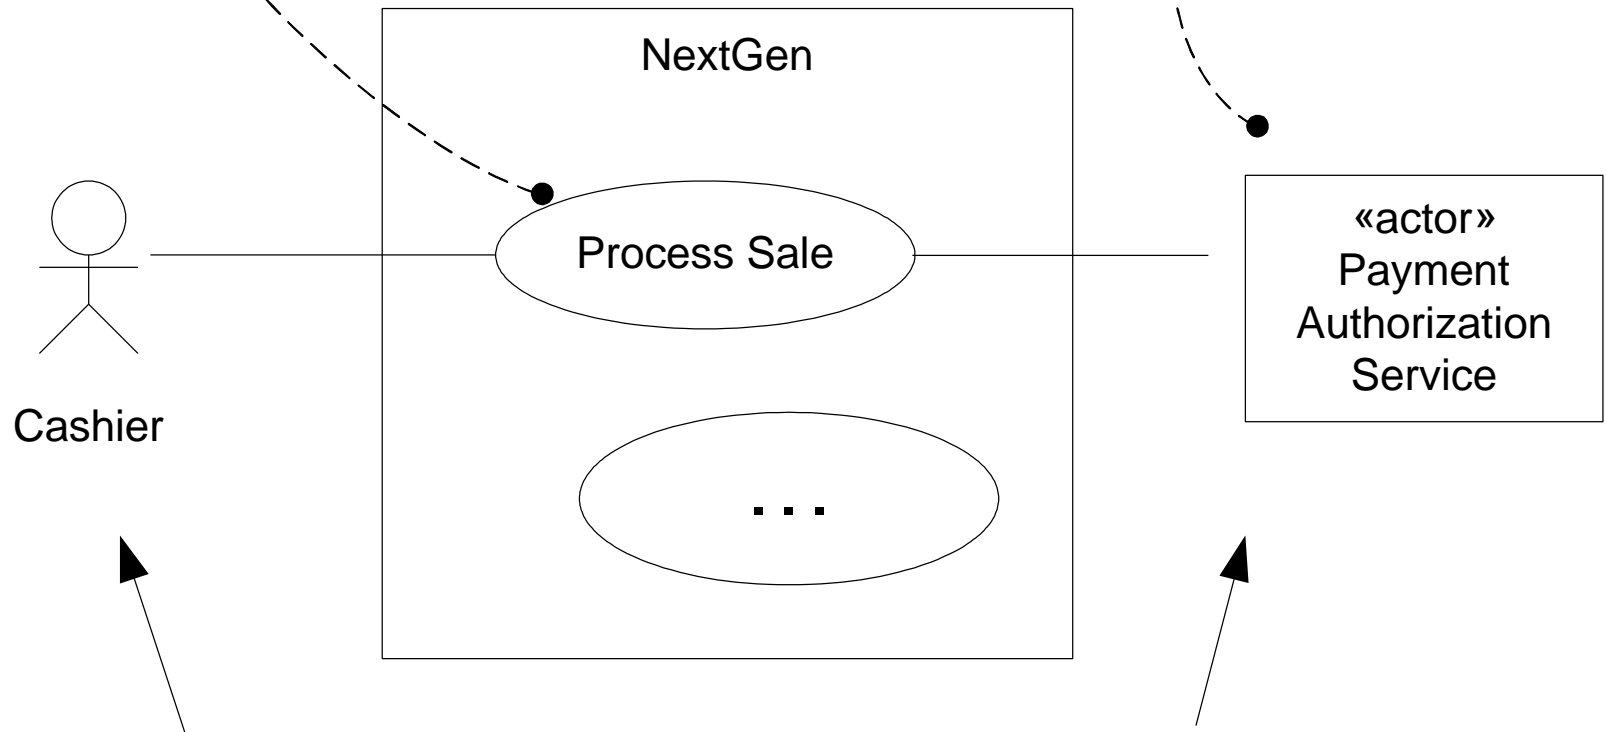 NextGen
Process Sale
«actor»
Payment
Authorization
Service
Cashier
. . .